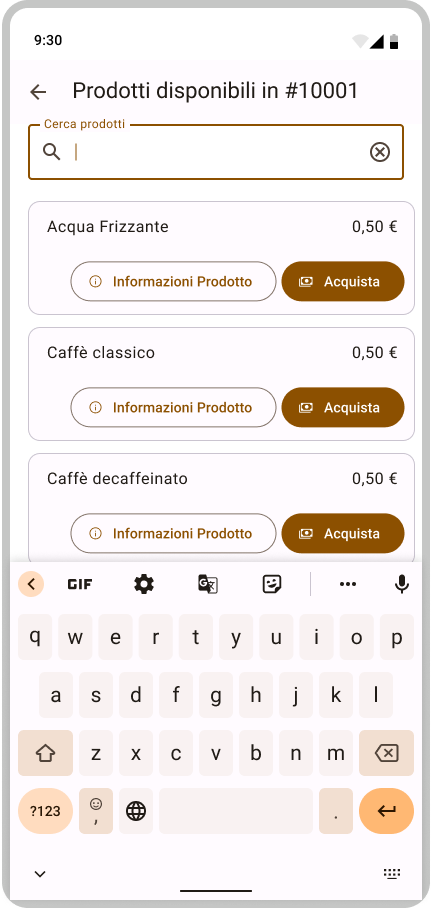 9:30
Prodotti disponibili in #10001
Cerca prodotti
Acqua Frizzante 0,50 €
Informazioni Prodotto Acquista
Caffè classico 0,50 €
Informazioni Prodotto Acquista
Caffè decaffeinato 0,50 €
Informazioni Prodotto Acquista
GIF
q w e r t y u i o p
a s d f g h j k l
z x c v b n m
?123 , .